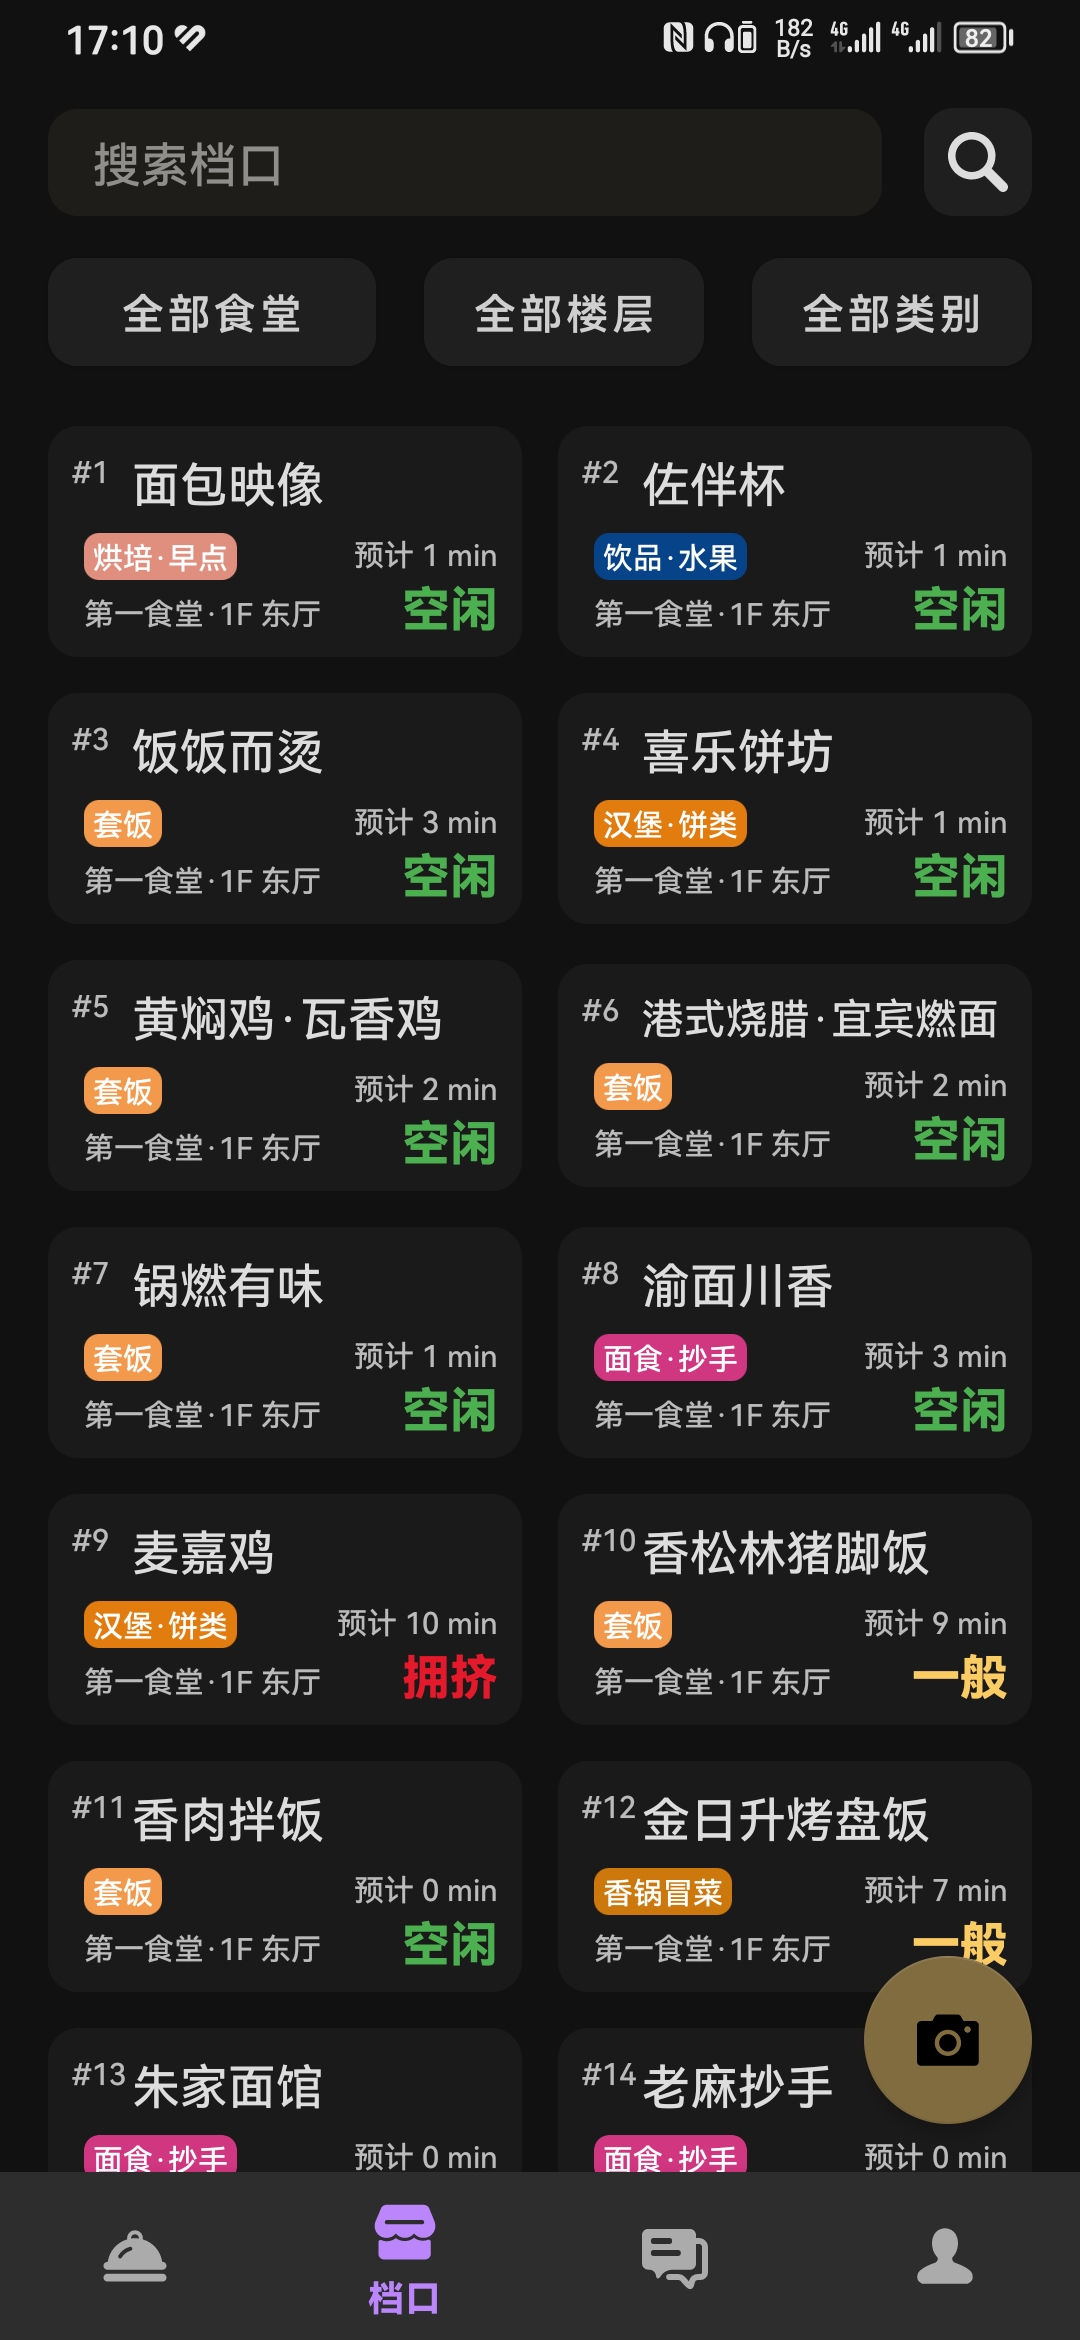 17:10
182 B/s
4G 4G 82
搜索档口
全部食堂 全部楼层 全部类别
#1 面包映像
烘培·早点 预计 1 min
第一食堂·1F 东厅 空闲
#2 佐伴杯
饮品·水果 预计 1 min
第一食堂·1F 东厅 空闲
#3 饭饭而烫
套饭 预计 3 min
第一食堂·1F 东厅 空闲
#4 喜乐饼坊
汉堡·饼类 预计 1 min
第一食堂·1F 东厅 空闲
#5 黄焖鸡·瓦香鸡
套饭 预计 2 min
第一食堂·1F 东厅 空闲
#6 港式烧腊·宜宾燃面
套饭 预计 2 min
第一食堂·1F 东厅 空闲
#7 锅燃有味
套饭 预计 1 min
第一食堂·1F 东厅 空闲
#8 渝面川香
面食·抄手 预计 3 min
第一食堂·1F 东厅 空闲
#9 麦嘉鸡
汉堡·饼类 预计 10 min
第一食堂·1F 东厅 拥挤
#10 香松林猪脚饭
套饭 预计 9 min
第一食堂·1F 东厅 一般
#11 香肉拌饭
套饭 预计 0 min
第一食堂·1F 东厅 空闲
#12 金日升烤盘饭
香锅冒菜 预计 7 min
第一食堂·1F 东厅 一般
#13 朱家面馆
面食·抄手 预计 0 min
#14 老麻抄手
面食·抄手 预计 0 min
档口